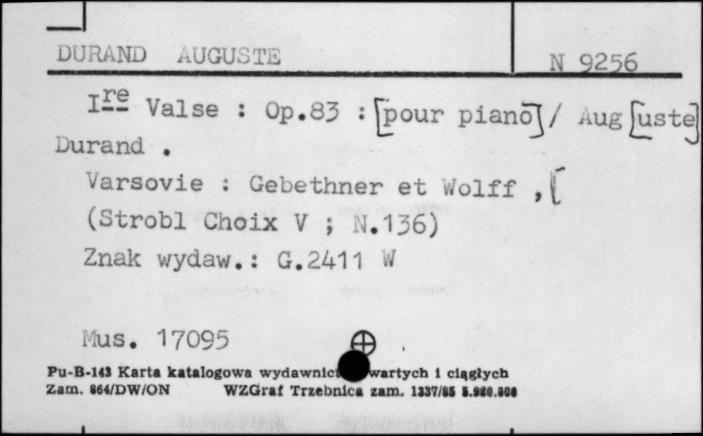 DURAND AUGUSTE N 9256
Ire Valse : Op.83 : [pour piano] / Aug[uste]
Durand .
Varsovie : Gebethner et Wolff , [
(Strobl Choix V ; N.136)
Znak wydaw.: G.2411 W
Mus. 17095
Pu-B-143 Karta katalogowa wartych i ciągłych
Zam. 864/DW/ON WZGraf Trzebnica zam. 1337/85